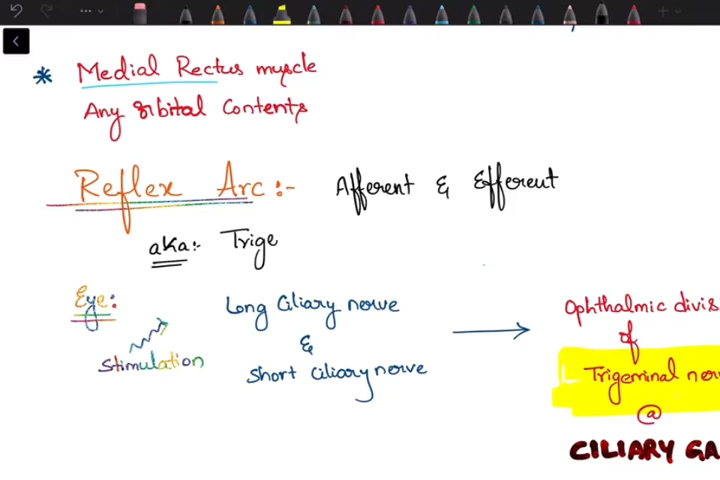 * Medial Rectus muscle
Any orbital Contents
Reflex Arc:- Afferent & Efferent
aka:- Trige
Eye:
Stimulation
Long Ciliary nerve
&
Short Ciliary nerve
Ophthalmic divis
of
Trigeminal nerv
@
CILIARY GA